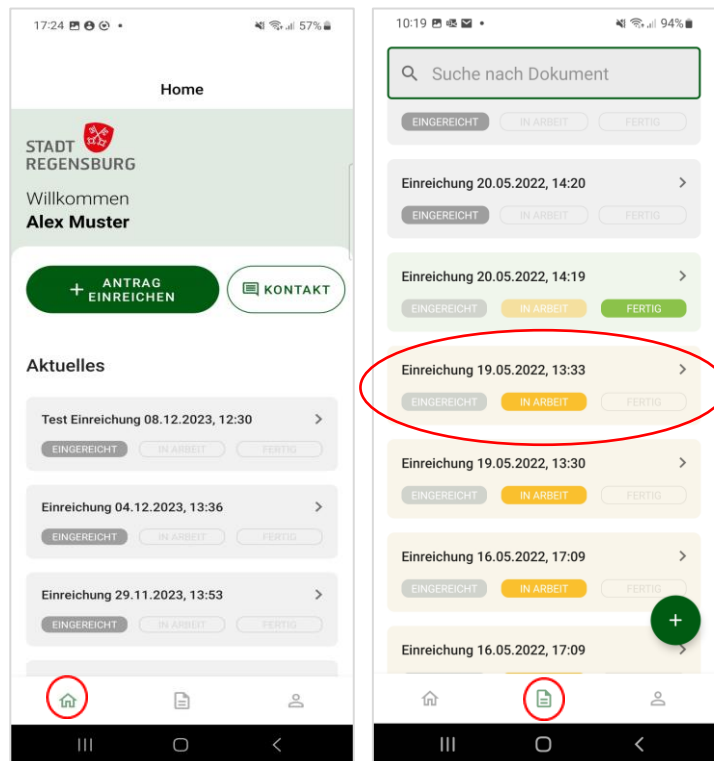 17:24 57%
Home
STADT
REGENSBURG
Willkommen
Alex Muster
+ ANTRAG
EINREICHEN
KONTAKT
Aktuelles
Test Einreichung 08.12.2023, 12:30
EINGEREICHT IN ARBEIT FERTIG
Einreichung 04.12.2023, 13:36
EINGEREICHT IN ARBEIT FERTIG
Einreichung 29.11.2023, 13:53
EINGEREICHT IN ARBEIT FERTIG
10:19 94%
Suche nach Dokument
EINGEREICHT IN ARBEIT FERTIG
Einreichung 20.05.2022, 14:20
EINGEREICHT IN ARBEIT FERTIG
Einreichung 20.05.2022, 14:19
EINGEREICHT IN ARBEIT FERTIG
Einreichung 19.05.2022, 13:33
EINGEREICHT IN ARBEIT FERTIG
Einreichung 19.05.2022, 13:30
EINGEREICHT IN ARBEIT FERTIG
Einreichung 16.05.2022, 17:09
EINGEREICHT IN ARBEIT FERTIG
+
Einreichung 16.05.2022, 17:09